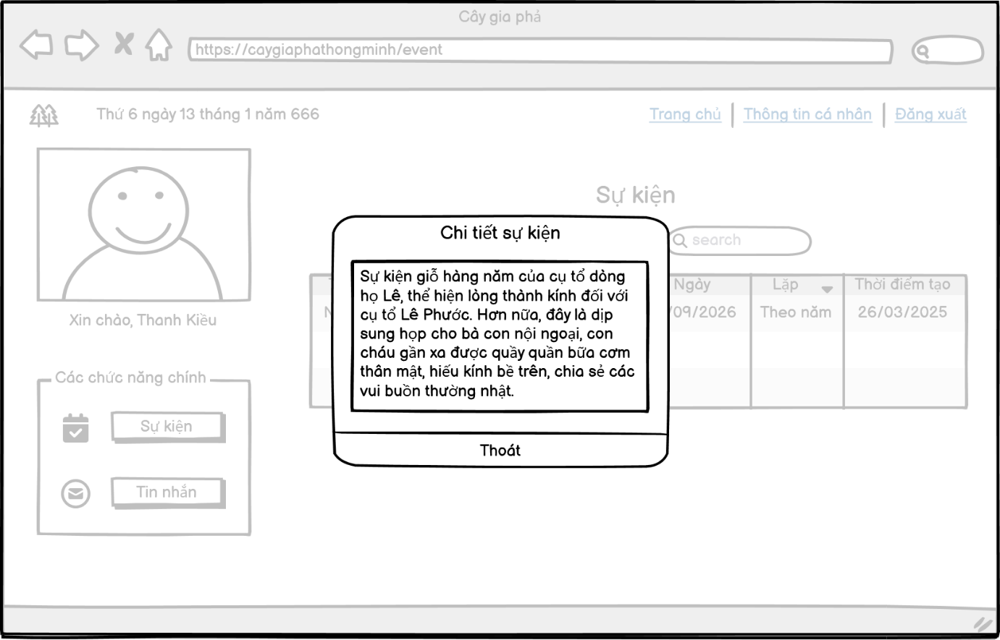 Cây gia phả
https://caygiaphathongminh/event
Thứ 6 ngày 13 tháng 1 năm 666
Trang chủ | Thông tin cá nhân | Đăng xuất
Xin chào, Thanh Kiều
Các chức năng chính
Sự kiện
Tin nhắn
Sự kiện
search
Ngày Lặp Thời điểm tạo
/09/2026 Theo năm 26/03/2025
Chi tiết sự kiện
Sự kiện giỗ hàng năm của cụ tổ dòng
họ Lê, thể hiện lòng thành kính đối với
cụ tổ Lê Phước. Hơn nữa, đây là dịp
sung họp cho bà con nội ngoại, con
cháu gần xa được quầy quần bữa cơm
thân mật, hiếu kính bề trên, chia sẻ các
vui buồn thường nhật.
Thoát